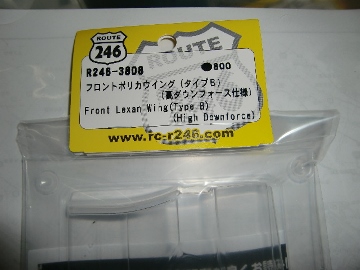 ROUTE
246
ROUTE
R246-3808 ●800
フロントポリカウイング (タイプB)
(高ダウンフォース仕様)
Front Lexan Wing(Type B)
(High Downforce)
www.rc-r246.com